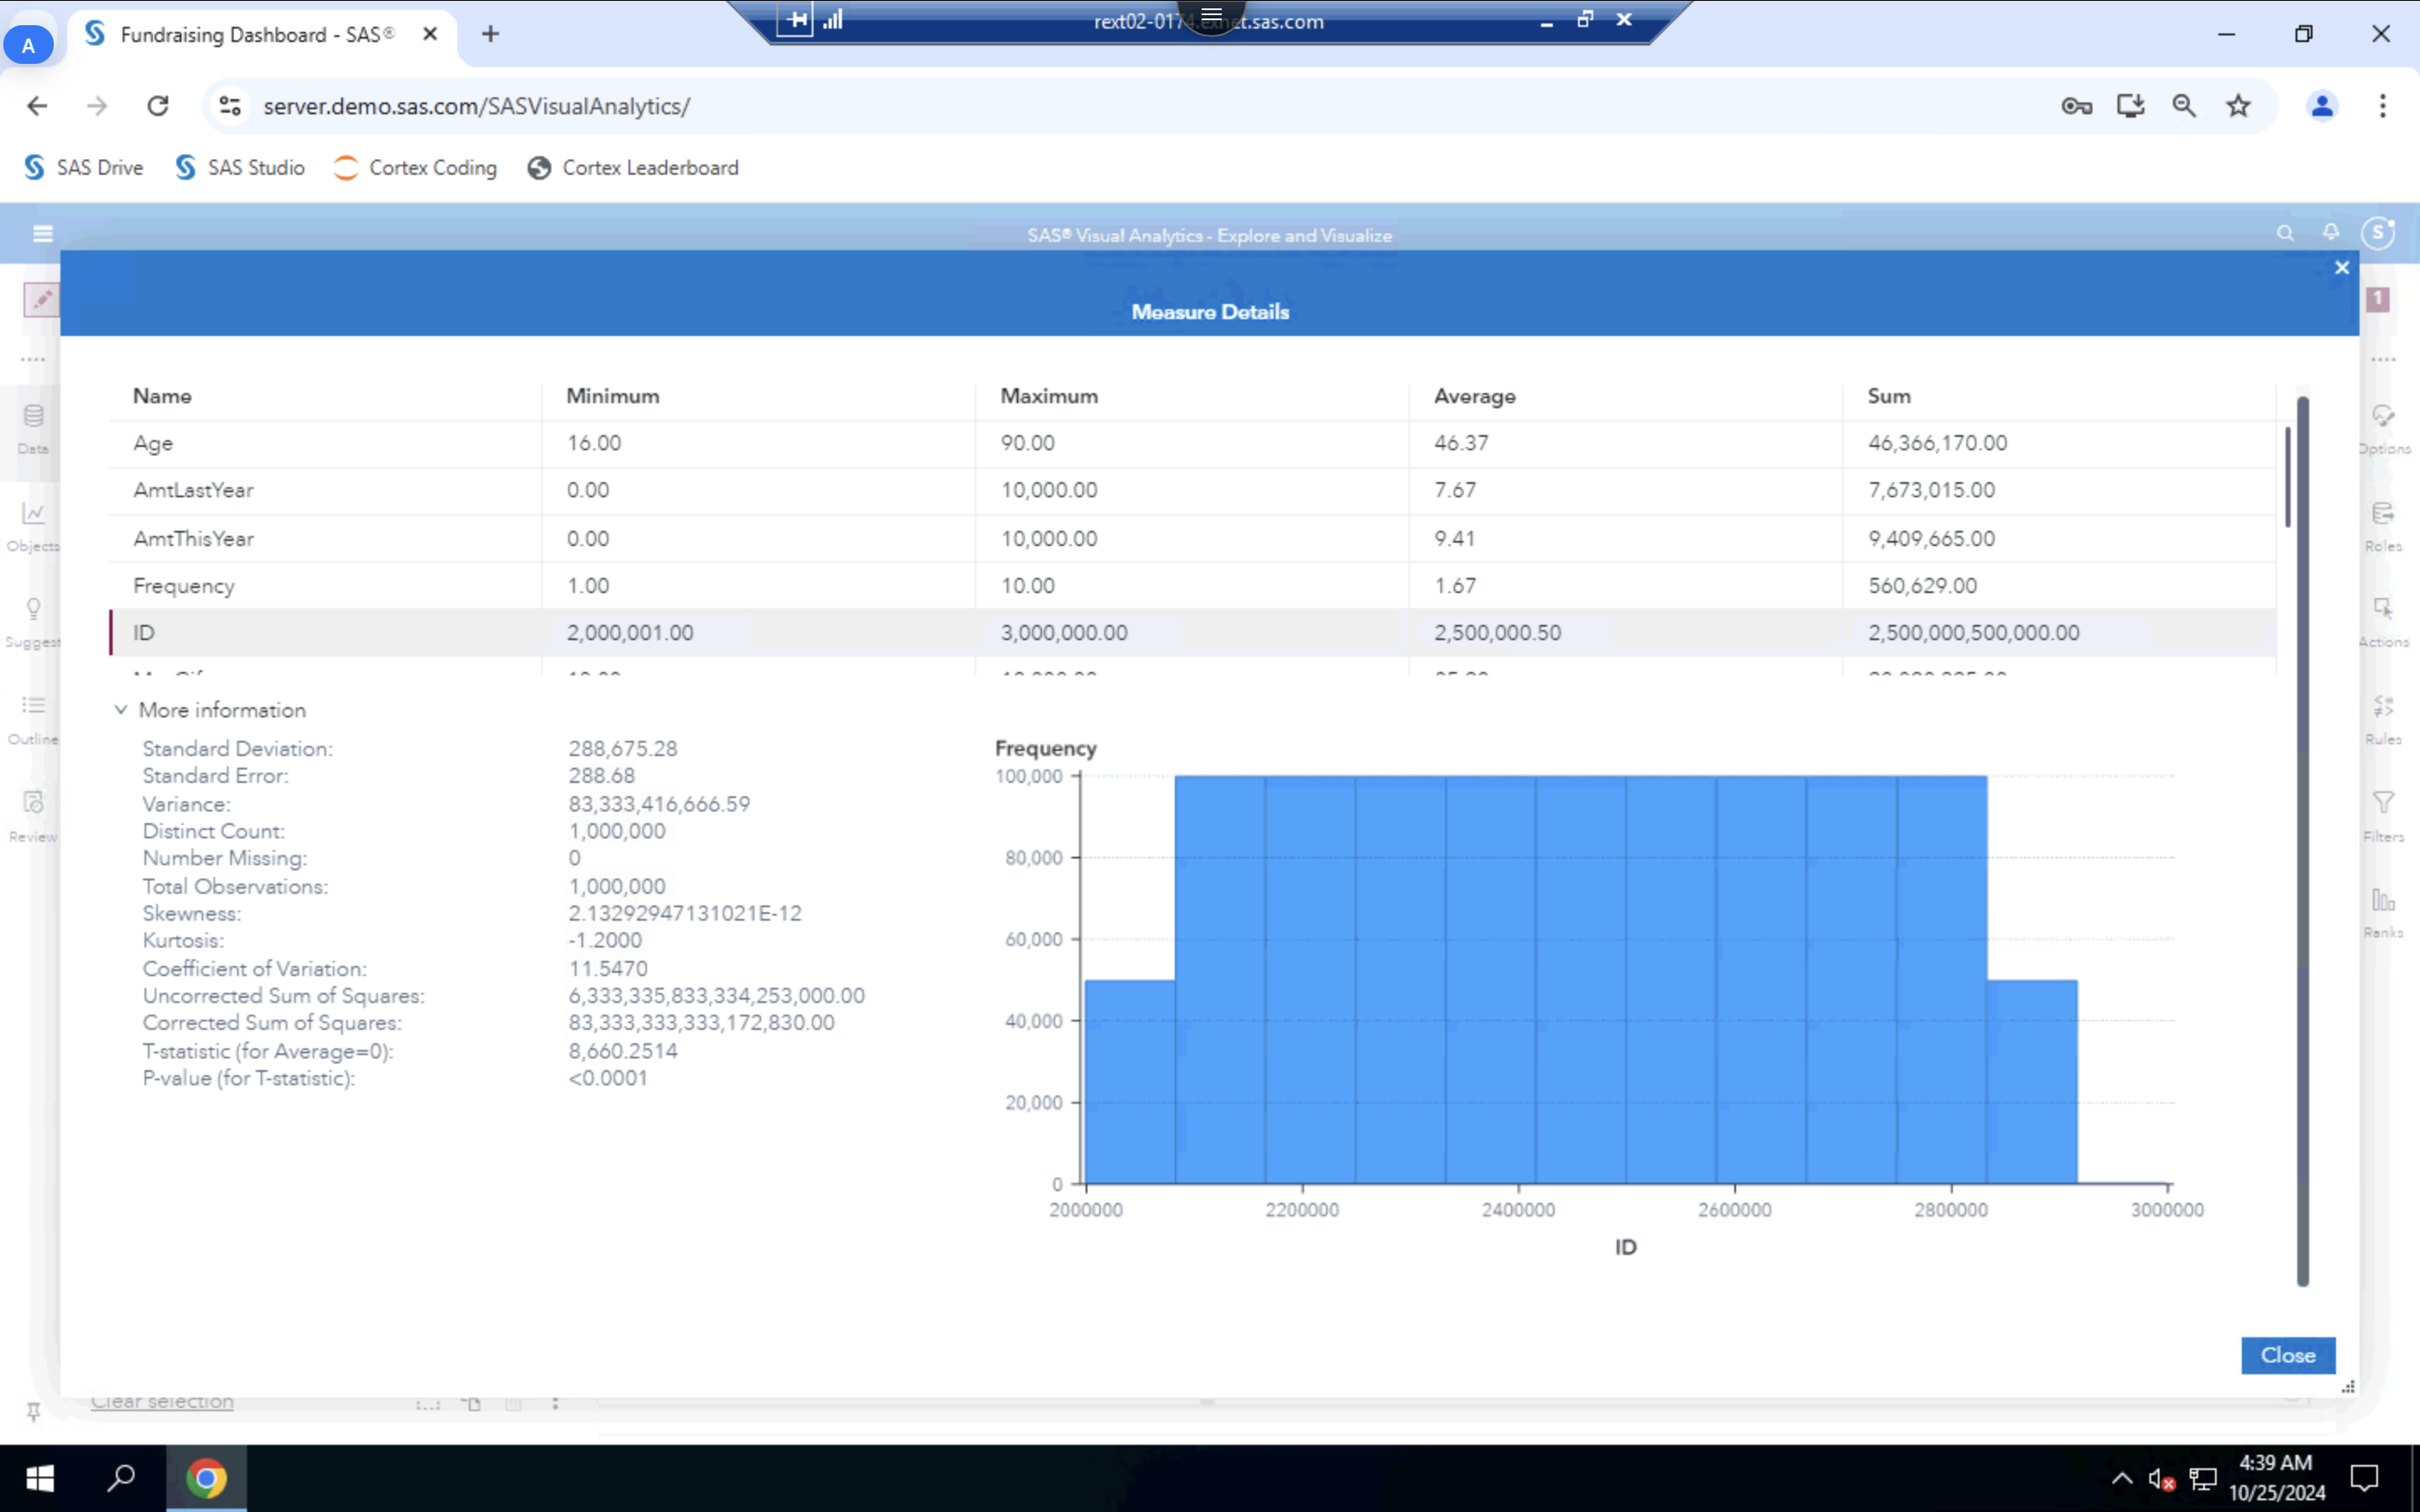 A
Fundraising Dashboard - SAS®
rext02-0174.exnet.sas.com
server.demo.sas.com/SASVisualAnalytics/
SAS Drive SAS Studio Cortex Coding Cortex Leaderboard
SAS® Visual Analytics - Explore and Visualize
S
Measure Details
1
Name Minimum Maximum Average Sum
Age 16.00 90.00 46.37 46,366,170.00
AmtLastYear 0.00 10,000.00 7.67 7,673,015.00
AmtThisYear 0.00 10,000.00 9.41 9,409,665.00
Frequency 1.00 10.00 1.67 560,629.00
ID 2,000,001.00 3,000,000.00 2,500,000.50 2,500,000,500,000.00
Data
Objects
Suggest
Outline
Review
More information
Standard Deviation: 288,675.28
Standard Error: 288.68
Variance: 83,333,416,666.59
Distinct Count: 1,000,000
Number Missing: 0
Total Observations: 1,000,000
Skewness: 2.13292947131021E-12
Kurtosis: -1.2000
Coefficient of Variation: 11.5470
Uncorrected Sum of Squares: 6,333,335,833,334,253,000.00
Corrected Sum of Squares: 83,333,333,333,172,830.00
T-statistic (for Average=0): 8,660.2514
P-value (for T-statistic): <0.0001
Frequency
100,000
80,000
60,000
40,000
20,000
0
2000000 2200000 2400000 2600000 2800000 3000000
ID
Options
Roles
Actions
Rules
Filters
Ranks
Close
Clear selection
4:39 AM
10/25/2024